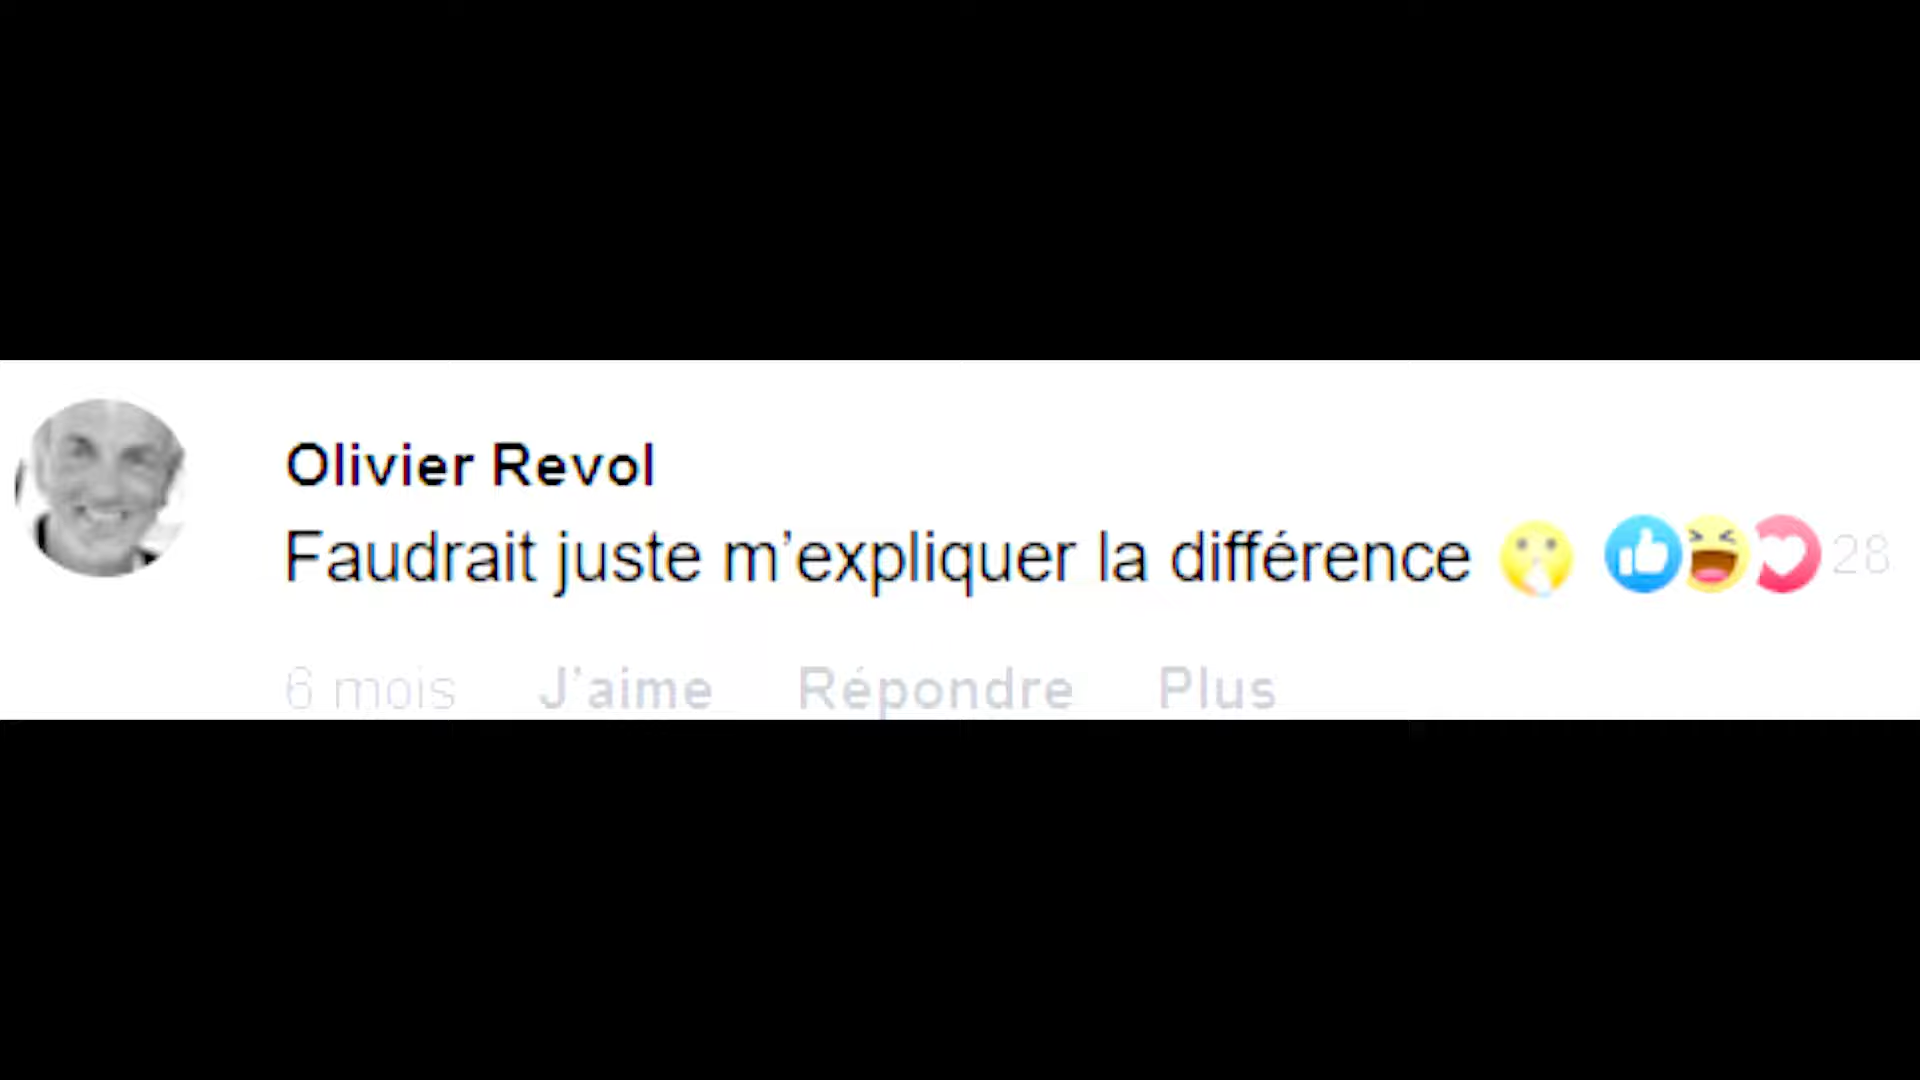 Olivier Revol
Faudrait juste m'expliquer la différence 🤫 28
6 mois J'aime Répondre Plus